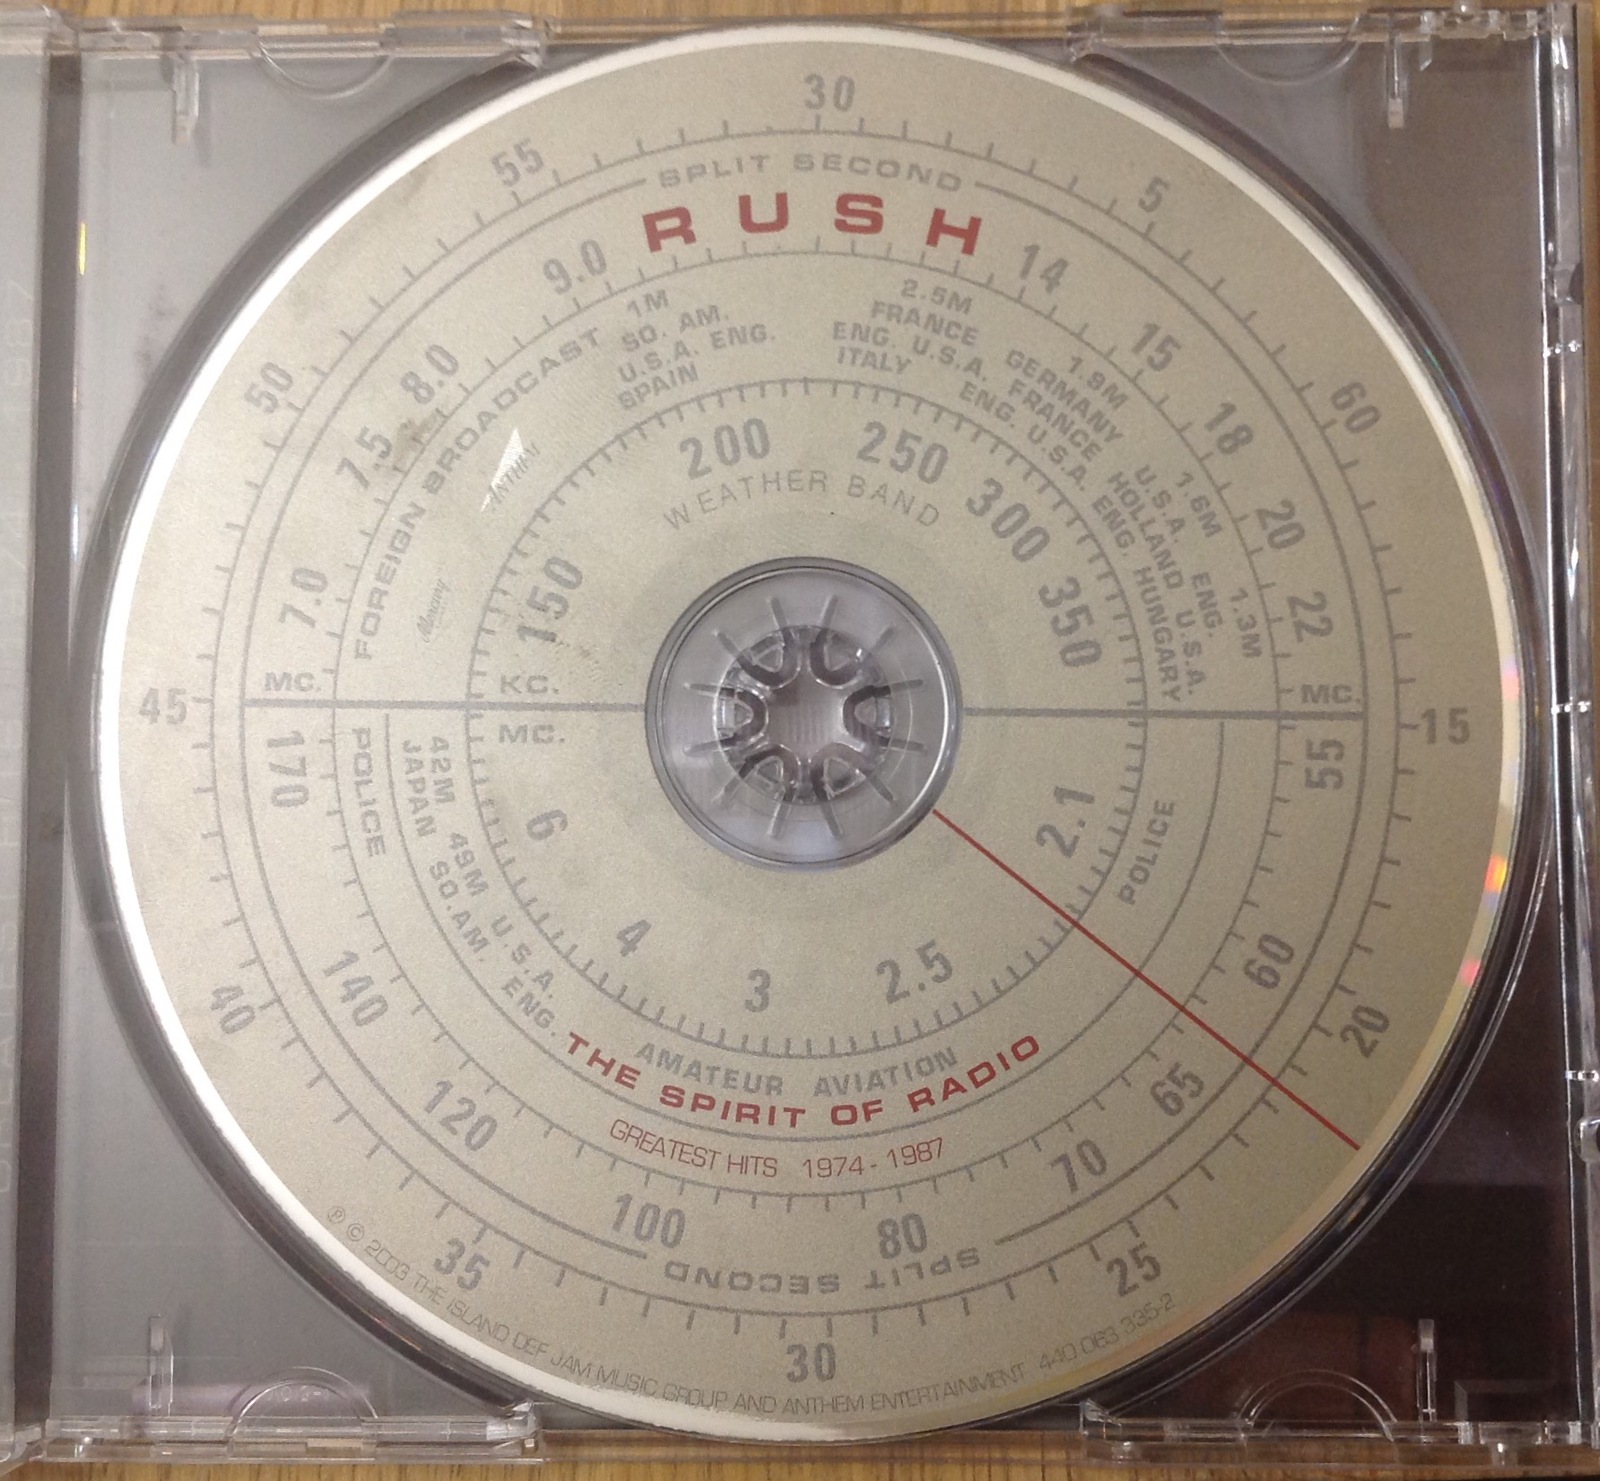 30
55
5
SPLIT SECOND
RUSH
50
60
9.0
14
8.0
15
7.5
18
7.0
20
22
MC.
MC.
FOREIGN BROADCAST
1M
SO. AM.
U.S.A. ENG.
SPAIN
2.5M
FRANCE
ENG. U.S.A.
ITALY
1.9M
GERMANY
FRANCE
ENG. U.S.A.
1.6M
U.S.A.
HOLLAND
ENG.
1.3M
ENG.
U.S.A.
HUNGARY
ANTHEM
Mercury
150
200
250
300
350
WEATHER BAND
KC.
45
15
MC.
6
4
3
2.5
2.1
POLICE
POLICE
42M 49M U.S.A.
JAPAN SO.AM. ENG.
AMATEUR AVIATION
THE SPIRIT OF RADIO
GREATEST HITS 1974-1987
170
140
120
100
80
70
65
60
55
SPLIT SECOND
40
35
30
25
20
℗ © 2003 THE ISLAND DEF JAM MUSIC GROUP AND ANTHEM ENTERTAINMENT 440 063 335-2